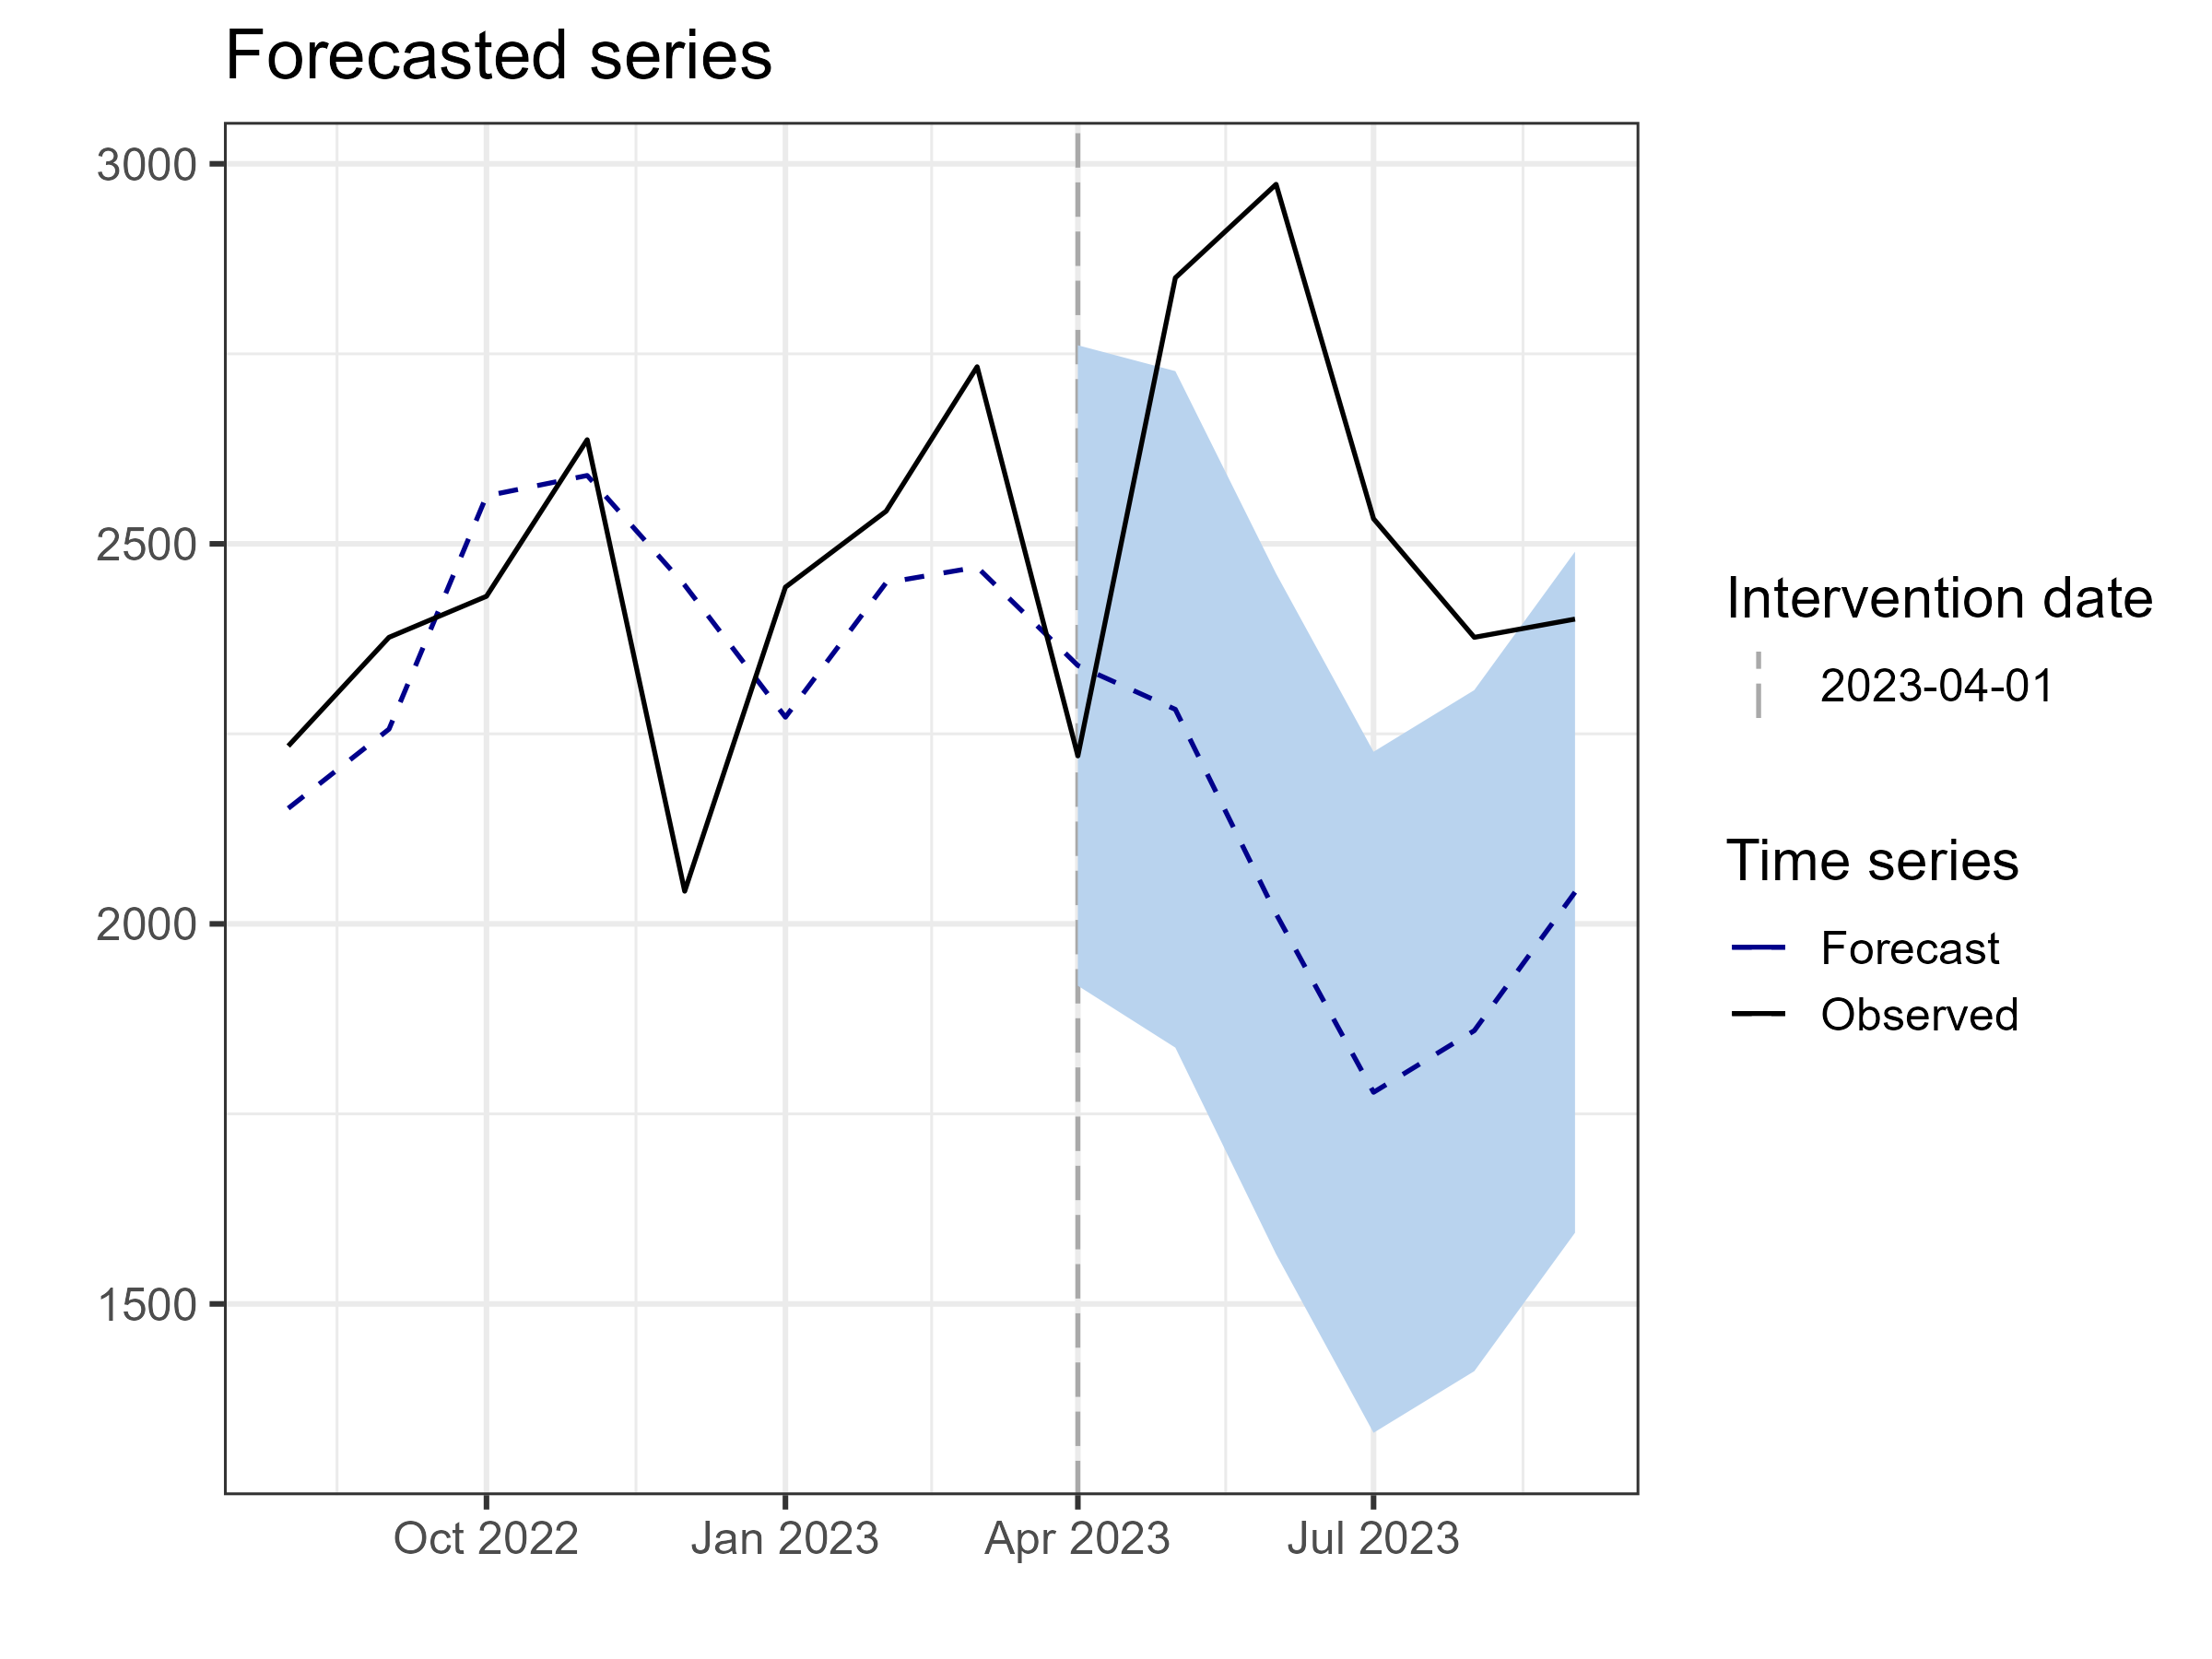 Forecasted series
3000
2500
2000
1500
Oct 2022
Jan 2023
Apr 2023
Jul 2023
Intervention date
2023-04-01
Time series
Forecast
Observed